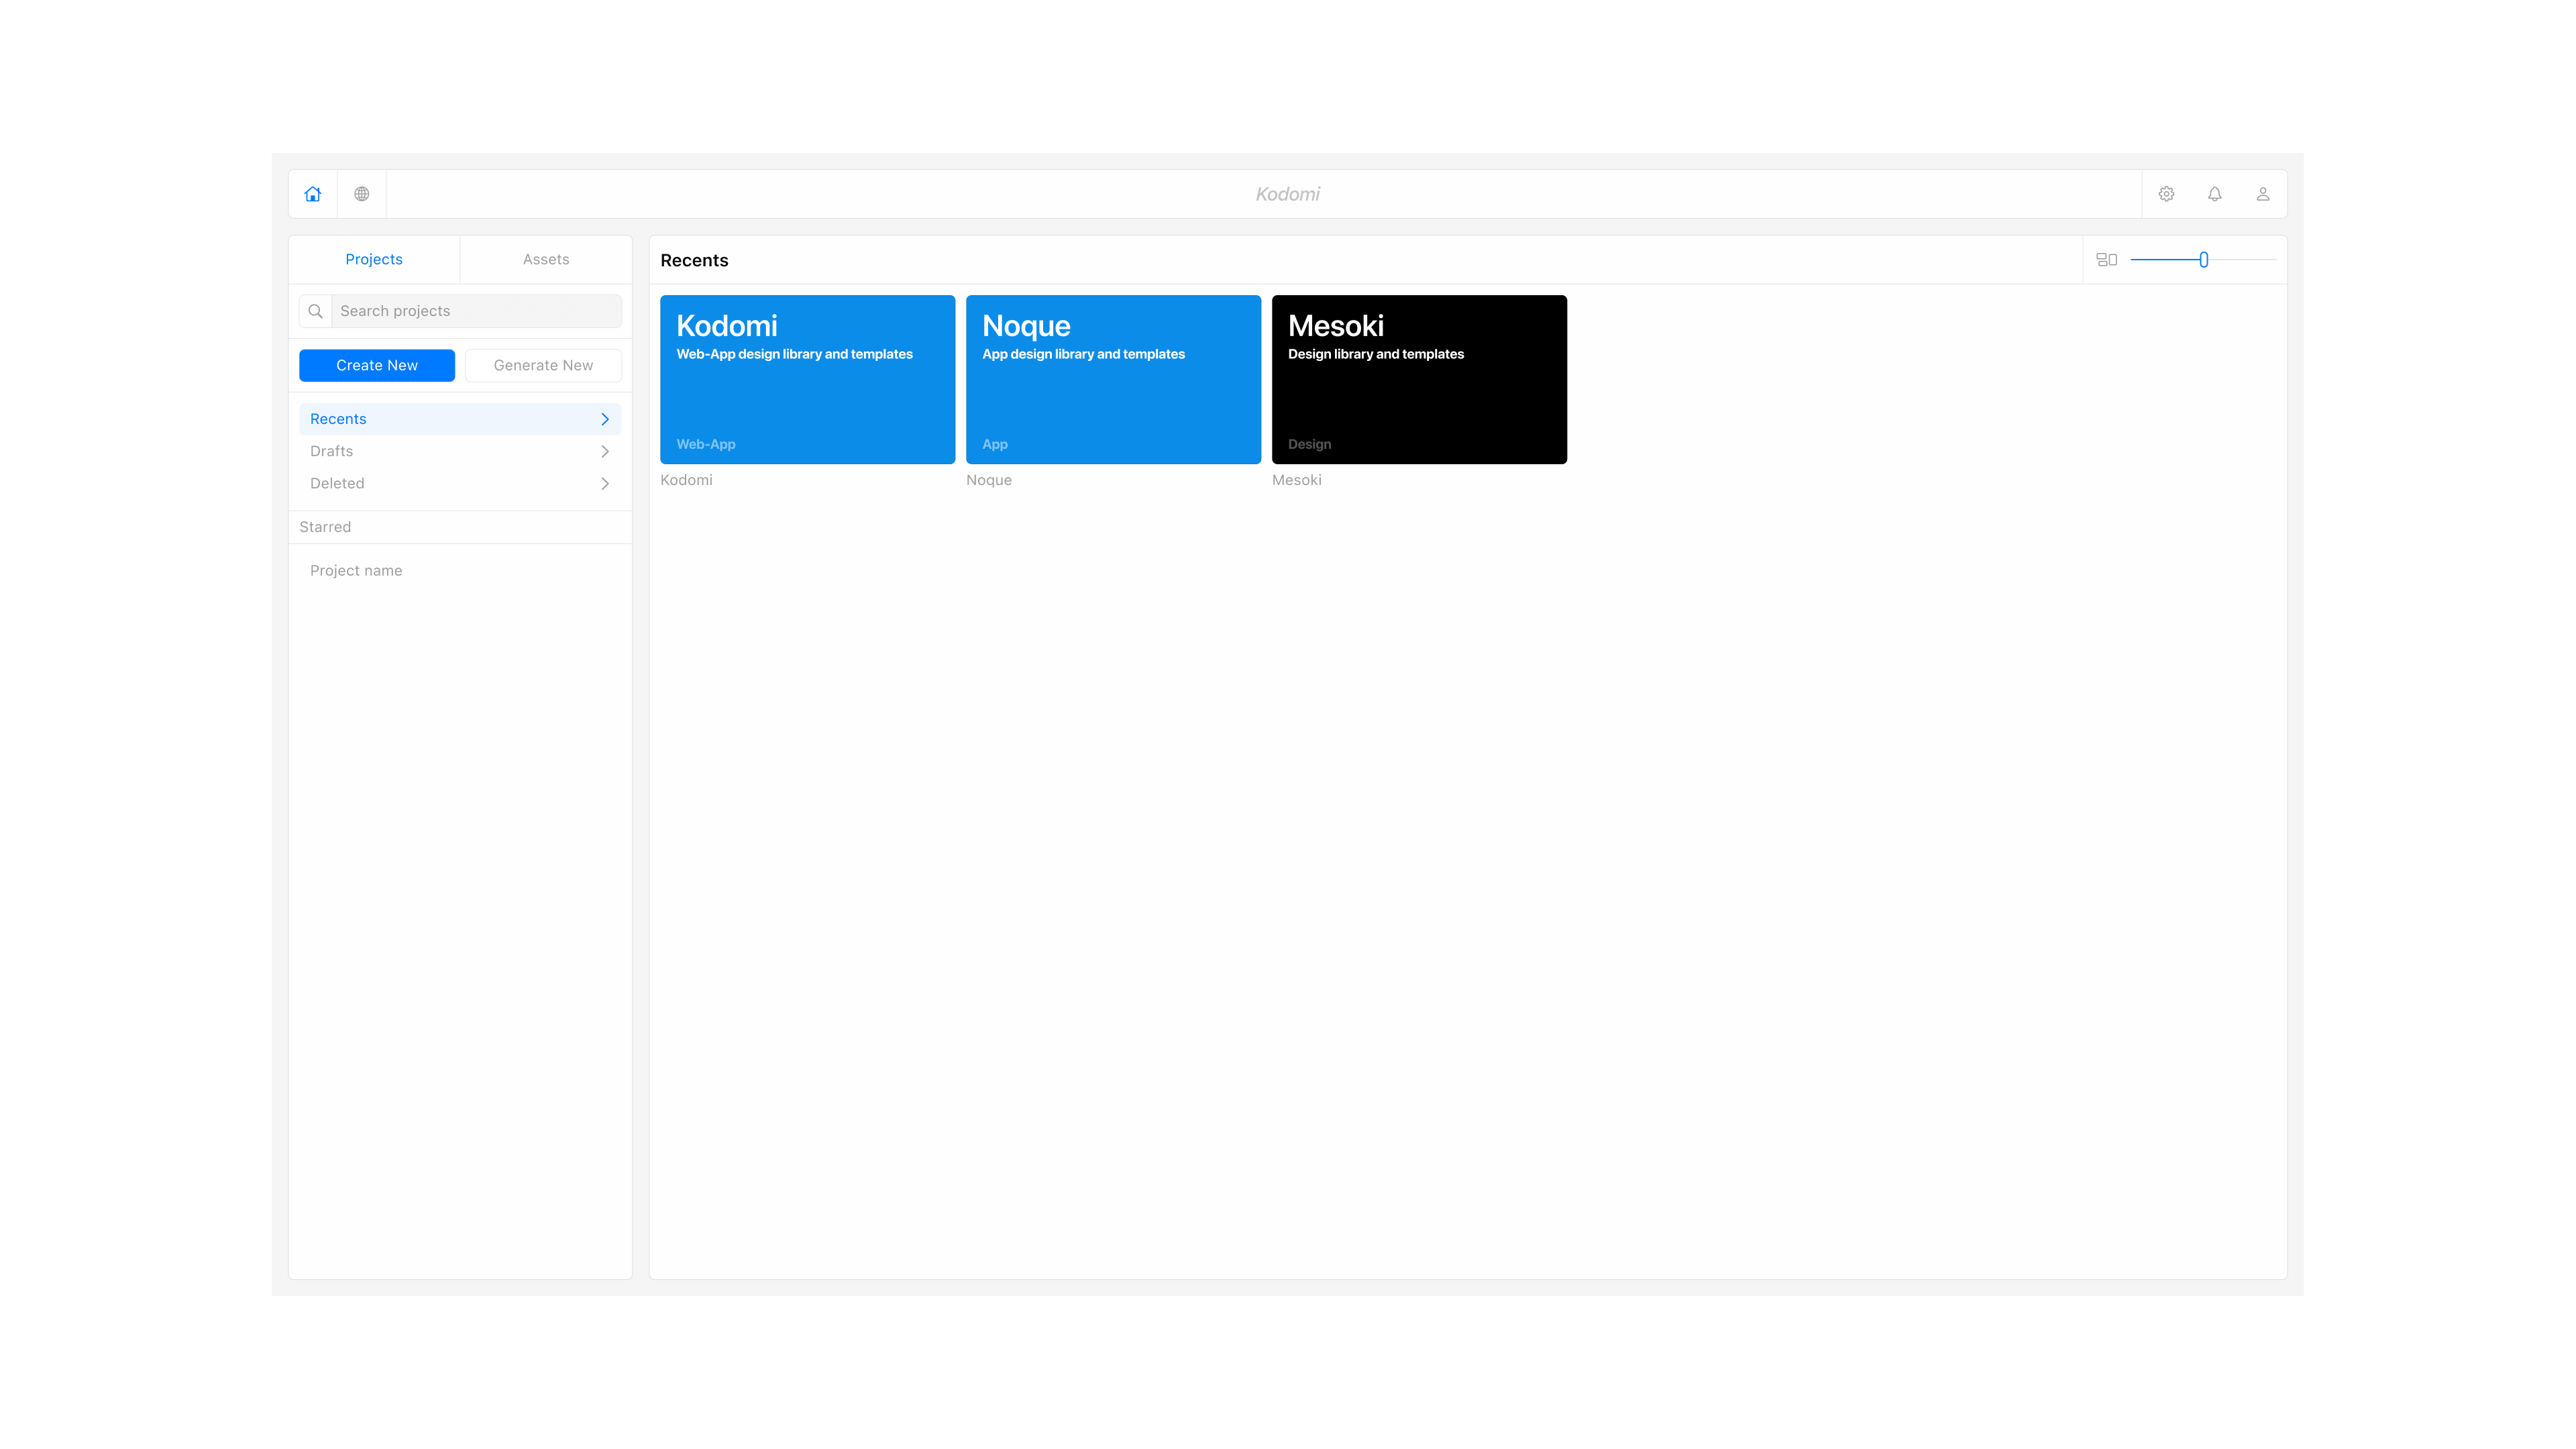 Kodomi
Projects
Assets
Search projects
Create New
Generate New
Recents
Drafts
Deleted
Starred
Project name
Recents
Kodomi
Web-App design library and templates
Web-App
Kodomi
Noque
App design library and templates
App
Noque
Mesoki
Design library and templates
Design
Mesoki